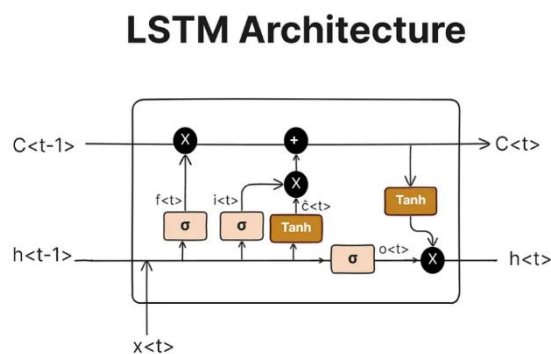 LSTM Architecture
C<t-1>
X
+
C<t>
X
f<t>
i<t>
ĉ<t>
Tanh
σ
σ
Tanh
h<t-1>
σ
o<t>
X
h<t>
x<t>